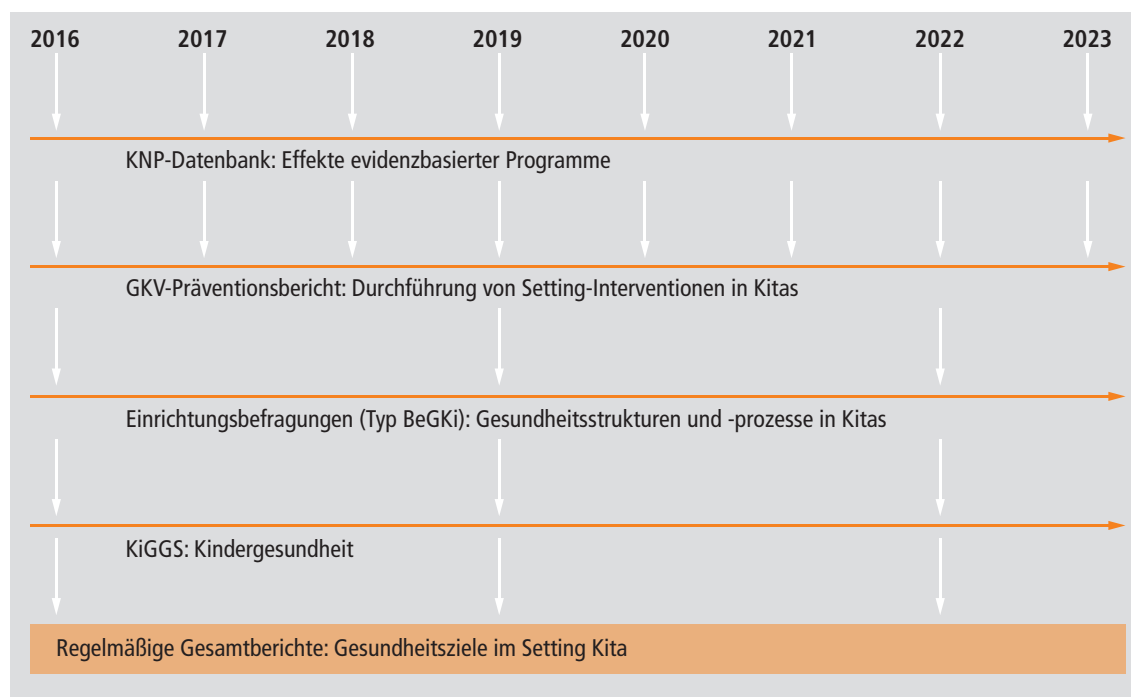 2016 2017 2018 2019 2020 2021 2022 2023
KNP-Datenbank: Effekte evidenzbasierter Programme
GKV-Präventionsbericht: Durchführung von Setting-Interventionen in Kitas
Einrichtungsbefragungen (Typ BeGKi): Gesundheitsstrukturen und -prozesse in Kitas
KiGGS: Kindergesundheit
Regelmäßige Gesamtberichte: Gesundheitsziele im Setting Kita